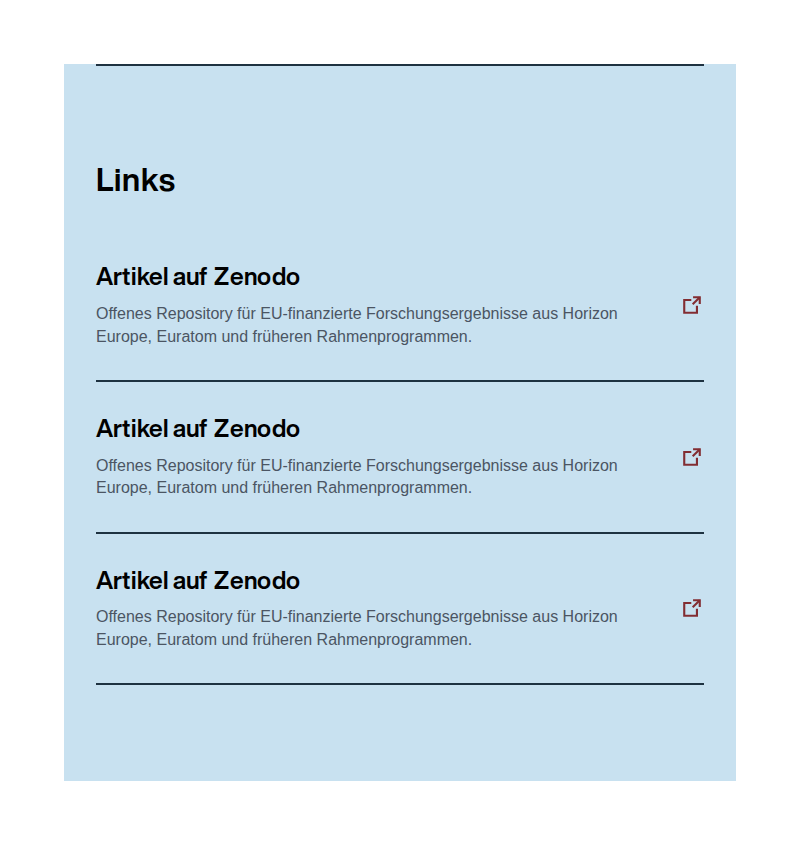 Links
Artikel auf Zenodo
Offenes Repository für EU-finanzierte Forschungsergebnisse aus Horizon
Europe, Euratom und früheren Rahmenprogrammen.
Artikel auf Zenodo
Offenes Repository für EU-finanzierte Forschungsergebnisse aus Horizon
Europe, Euratom und früheren Rahmenprogrammen.
Artikel auf Zenodo
Offenes Repository für EU-finanzierte Forschungsergebnisse aus Horizon
Europe, Euratom und früheren Rahmenprogrammen.